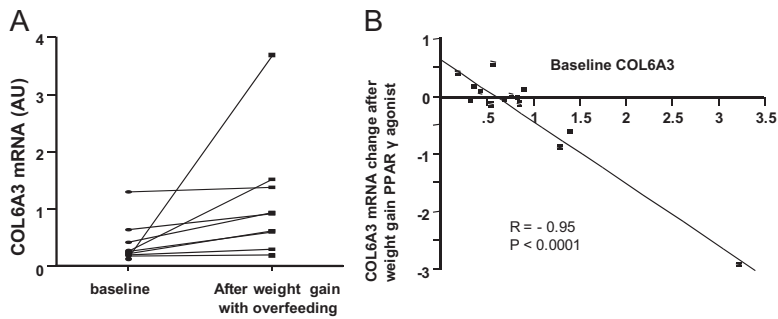 A
COL6A3 mRNA (AU)
4
3
2
1
0
baseline
After weight gain
with overfeeding
B
COL6A3 mRNA change after
weight gain PPAR γ agonist
Baseline COL6A3
1
0
-1
-2
-3
.5
1
1.5
2
2.5
3
3.5
R = - 0.95
P < 0.0001